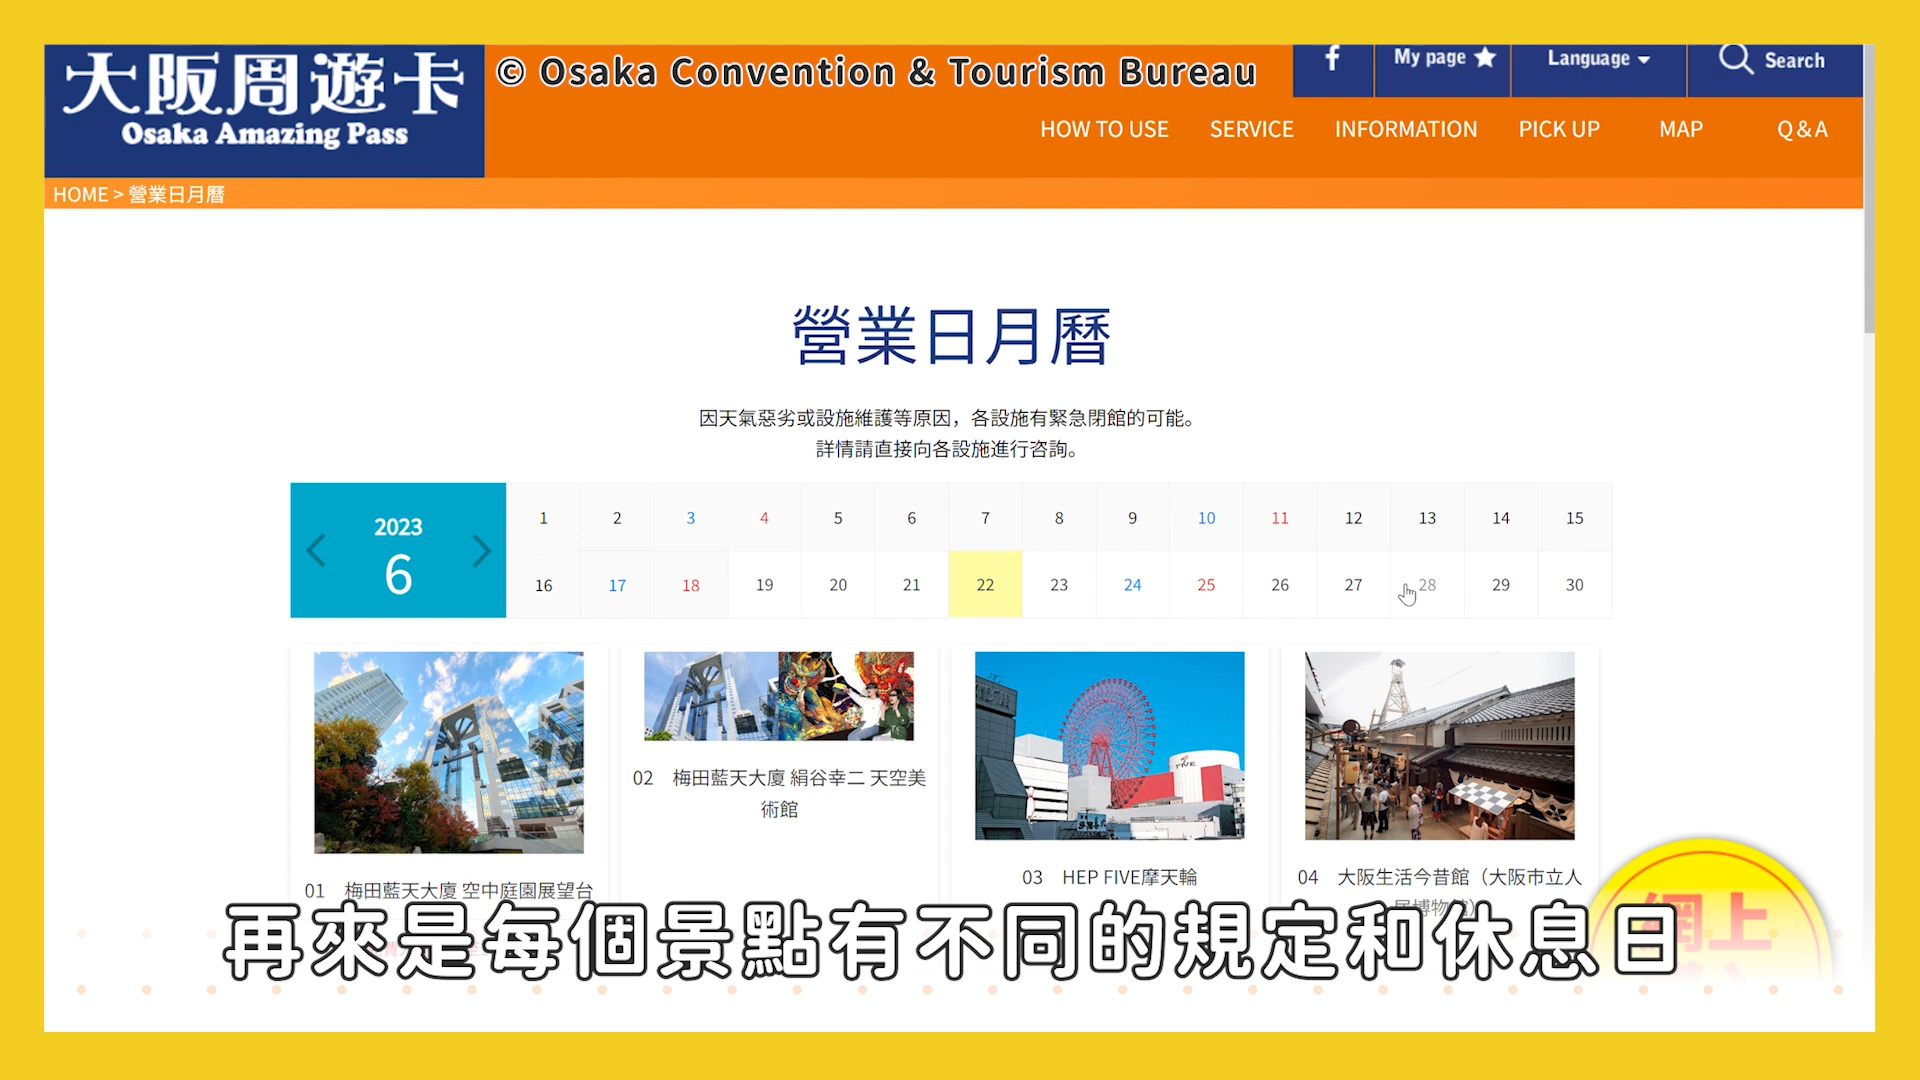 大阪周遊卡
Osaka Amazing Pass
© Osaka Convention & Tourism Bureau
My page
Language
Search
HOW TO USE
SERVICE
INFORMATION
PICK UP
MAP
Q&A
HOME > 營業日月曆
營業日月曆
因天氣惡劣或設施維護等原因，各設施有緊急閉館的可能。
詳情請直接向各設施進行咨詢。
2023
6
1 2 3 4 5 6 7 8 9 10 11 12 13 14 15
16 17 18 19 20 21 22 23 24 25 26 27 28 29 30
01 梅田藍天大廈 空中庭園展望台
02 梅田藍天大廈 絹谷幸二 天空美
術館
03 HEP FIVE摩天輪
04 大阪生活今昔館（大阪市立人
居博物館）
網上
再來是每個景點有不同的規定和休息日